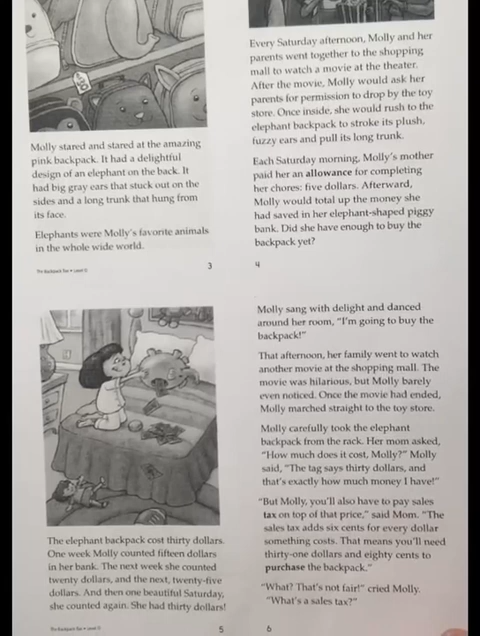 Molly stared and stared at the amazing
pink backpack. It had a delightful
design of an elephant on the back. It
had big gray ears that stuck out on the
sides and a long trunk that hung from
its face.
Elephants were Molly's favorite animals
in the whole wide world.
3
Every Saturday afternoon, Molly and her
parents went together to the shopping
mall to watch a movie at the theater.
After the movie, Molly would ask her
parents for permission to drop by the toy
store. Once inside, she would rush to the
elephant backpack to stroke its plush,
fuzzy ears and pull its long trunk.
Each Saturday morning, Molly's mother
paid her an allowance for completing
her chores: five dollars. Afterward,
Molly would total up the money she
had saved in her elephant-shaped piggy
bank. Did she have enough to buy the
backpack yet?
4
The elephant backpack cost thirty dollars.
One week Molly counted fifteen dollars
in her bank. The next week she counted
twenty dollars, and the next, twenty-five
dollars. And then one beautiful Saturday,
she counted again. She had thirty dollars!
5
Molly sang with delight and danced
around her room, "I'm going to buy the
backpack!"
That afternoon, her family went to watch
another movie at the shopping mall. The
movie was hilarious, but Molly barely
even noticed. Once the movie had ended,
Molly marched straight to the toy store.
Molly carefully took the elephant
backpack from the rack. Her mom asked,
"How much does it cost, Molly?" Molly
said, "The tag says thirty dollars, and
that's exactly how much money I have!"
"But Molly, you'll also have to pay sales
tax on top of that price," said Mom. "The
sales tax adds six cents for every dollar
something costs. That means you'll need
thirty-one dollars and eighty cents to
purchase the backpack."
"What? That's not fair!" cried Molly.
"What's a sales tax?"
6